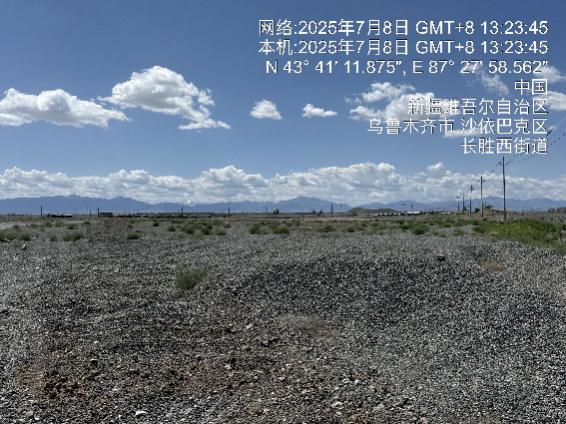 网络:2025年7月8日 GMT+8 13:23:45
本机:2025年7月8日 GMT+8 13:23:45
N 43° 41′ 11.875″, E 87° 27′ 58.562″
中国
新疆维吾尔自治区
乌鲁木齐市 沙依巴克区
长胜西街道